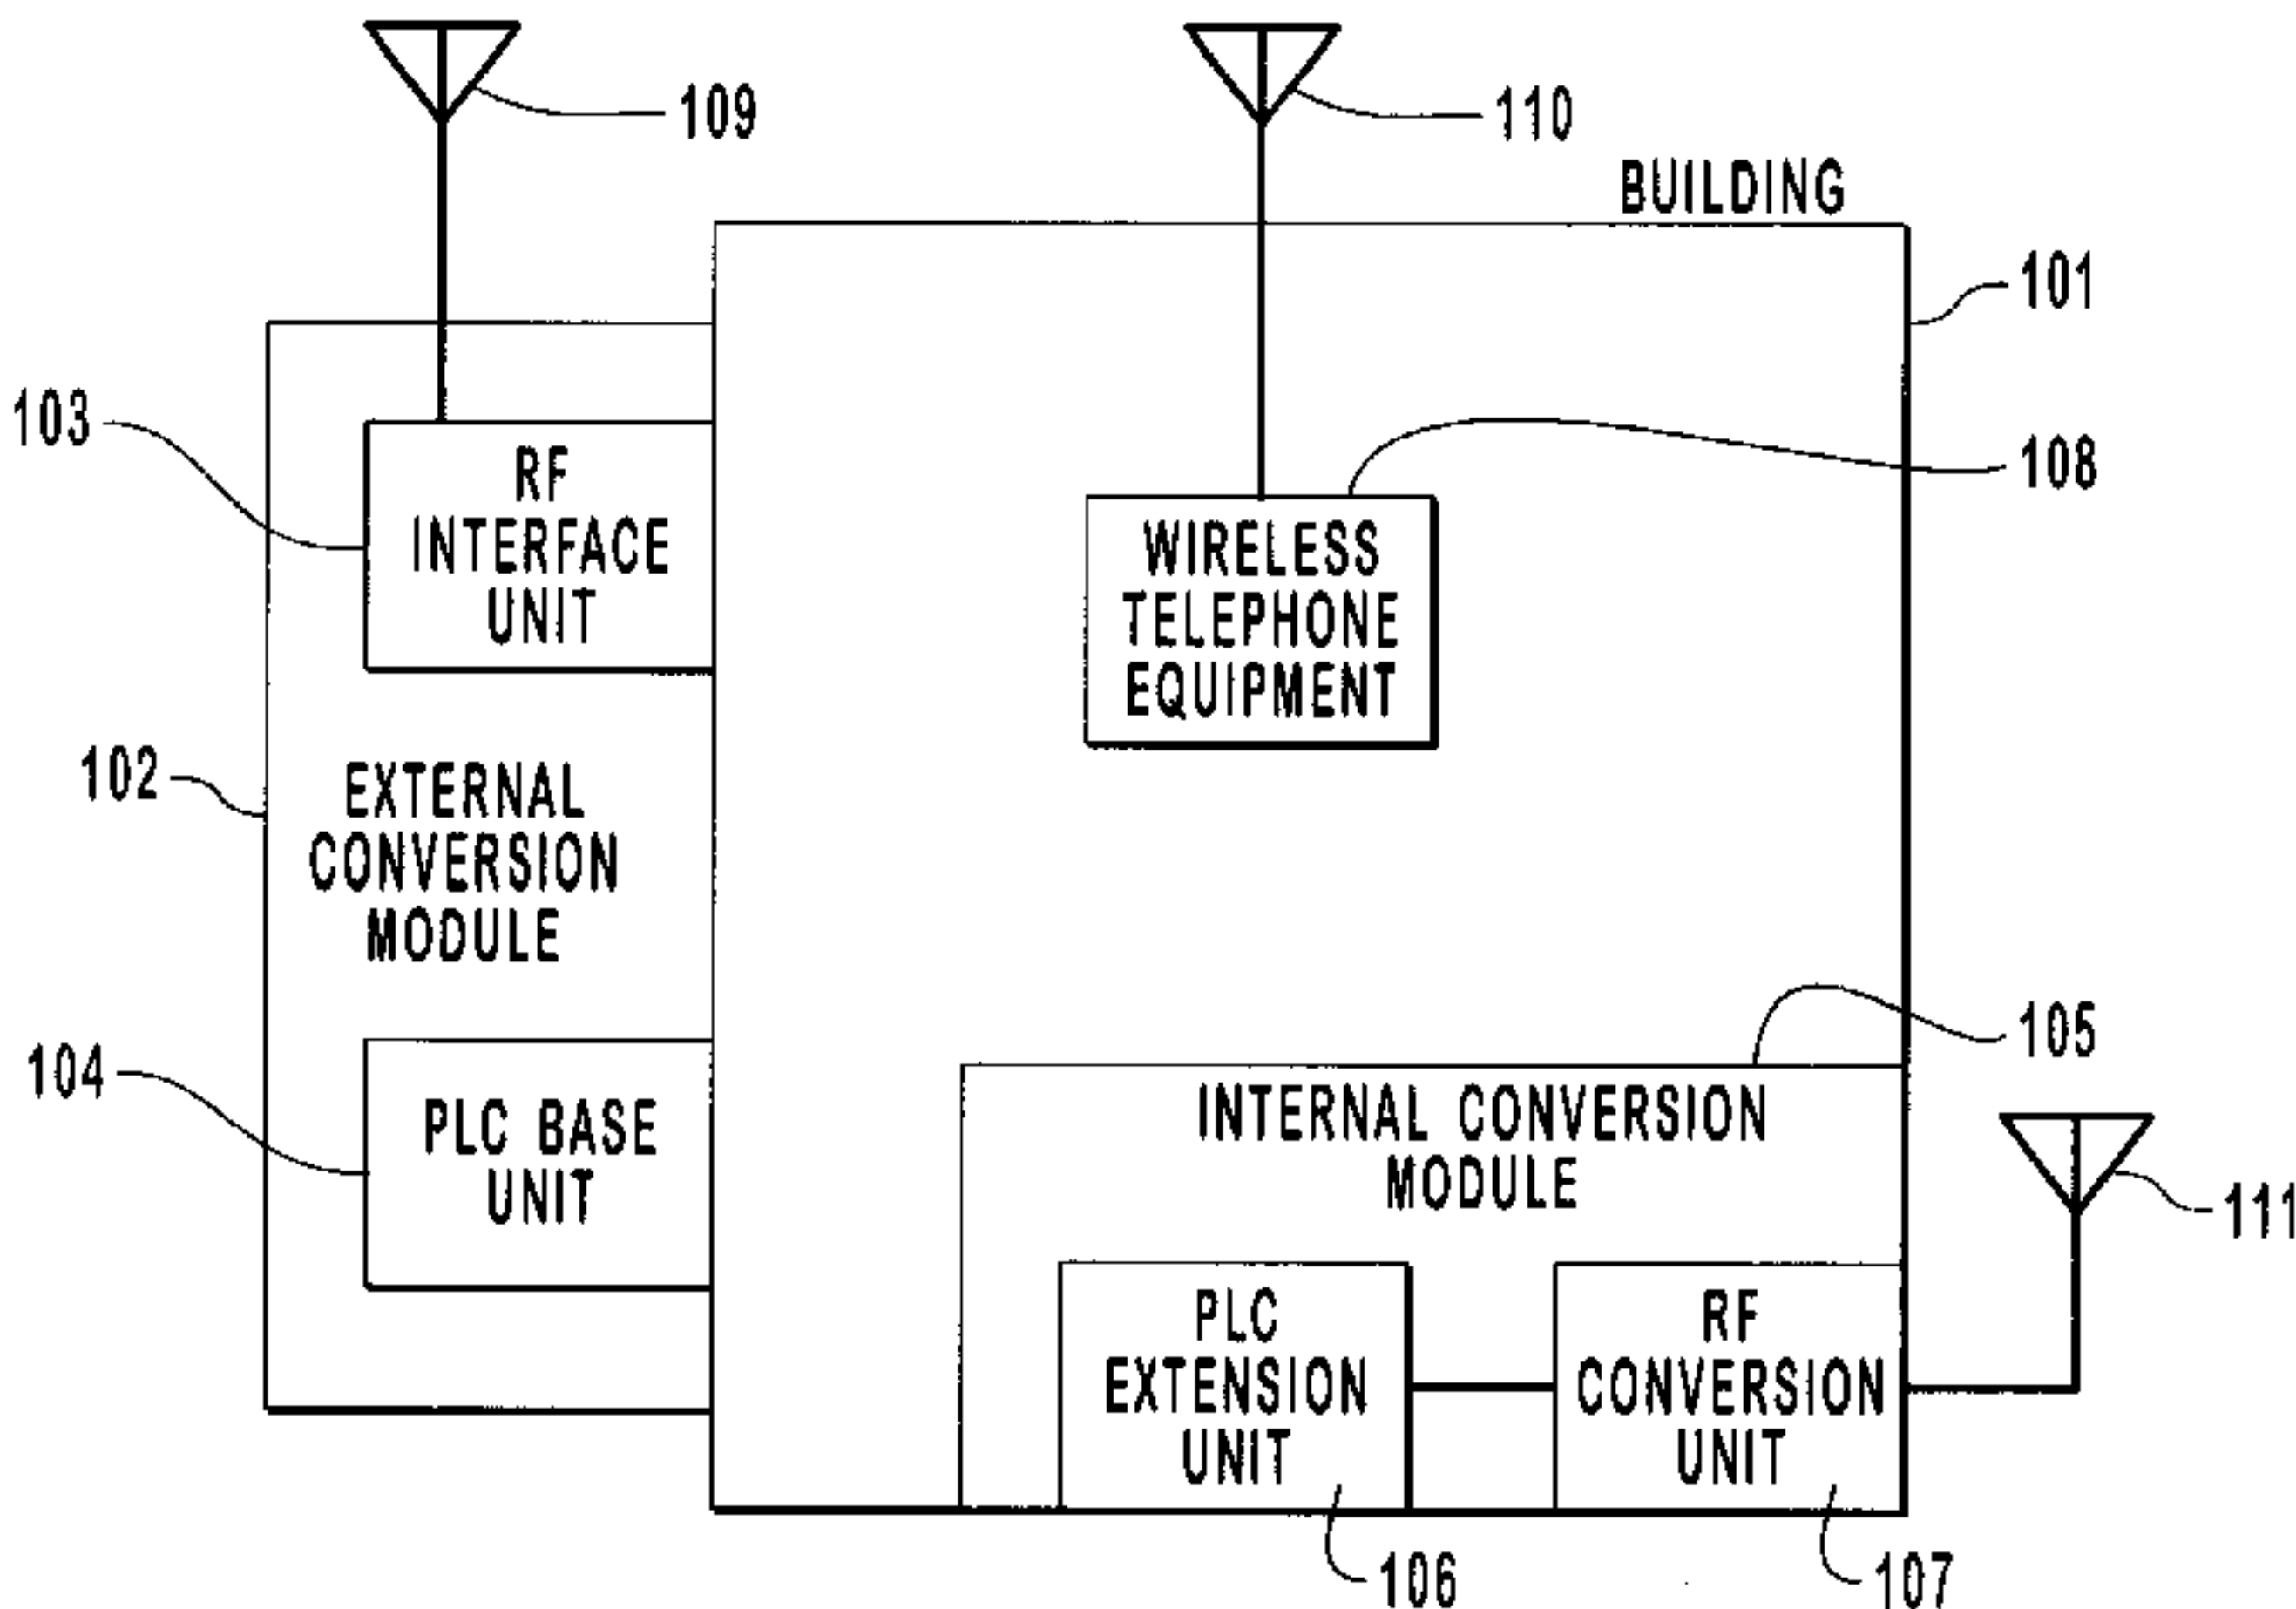 109
110
BUILDING
101
103
RF
INTERFACE
UNIT
108
WIRELESS
TELEPHONE
EQUIPMENT
102
EXTERNAL
CONVERSION
MODULE
105
104
PLC BASE
UNIT
INTERNAL CONVERSION
MODULE
111
PLC
EXTENSION
UNIT
RF
CONVERSION
UNIT
106
107